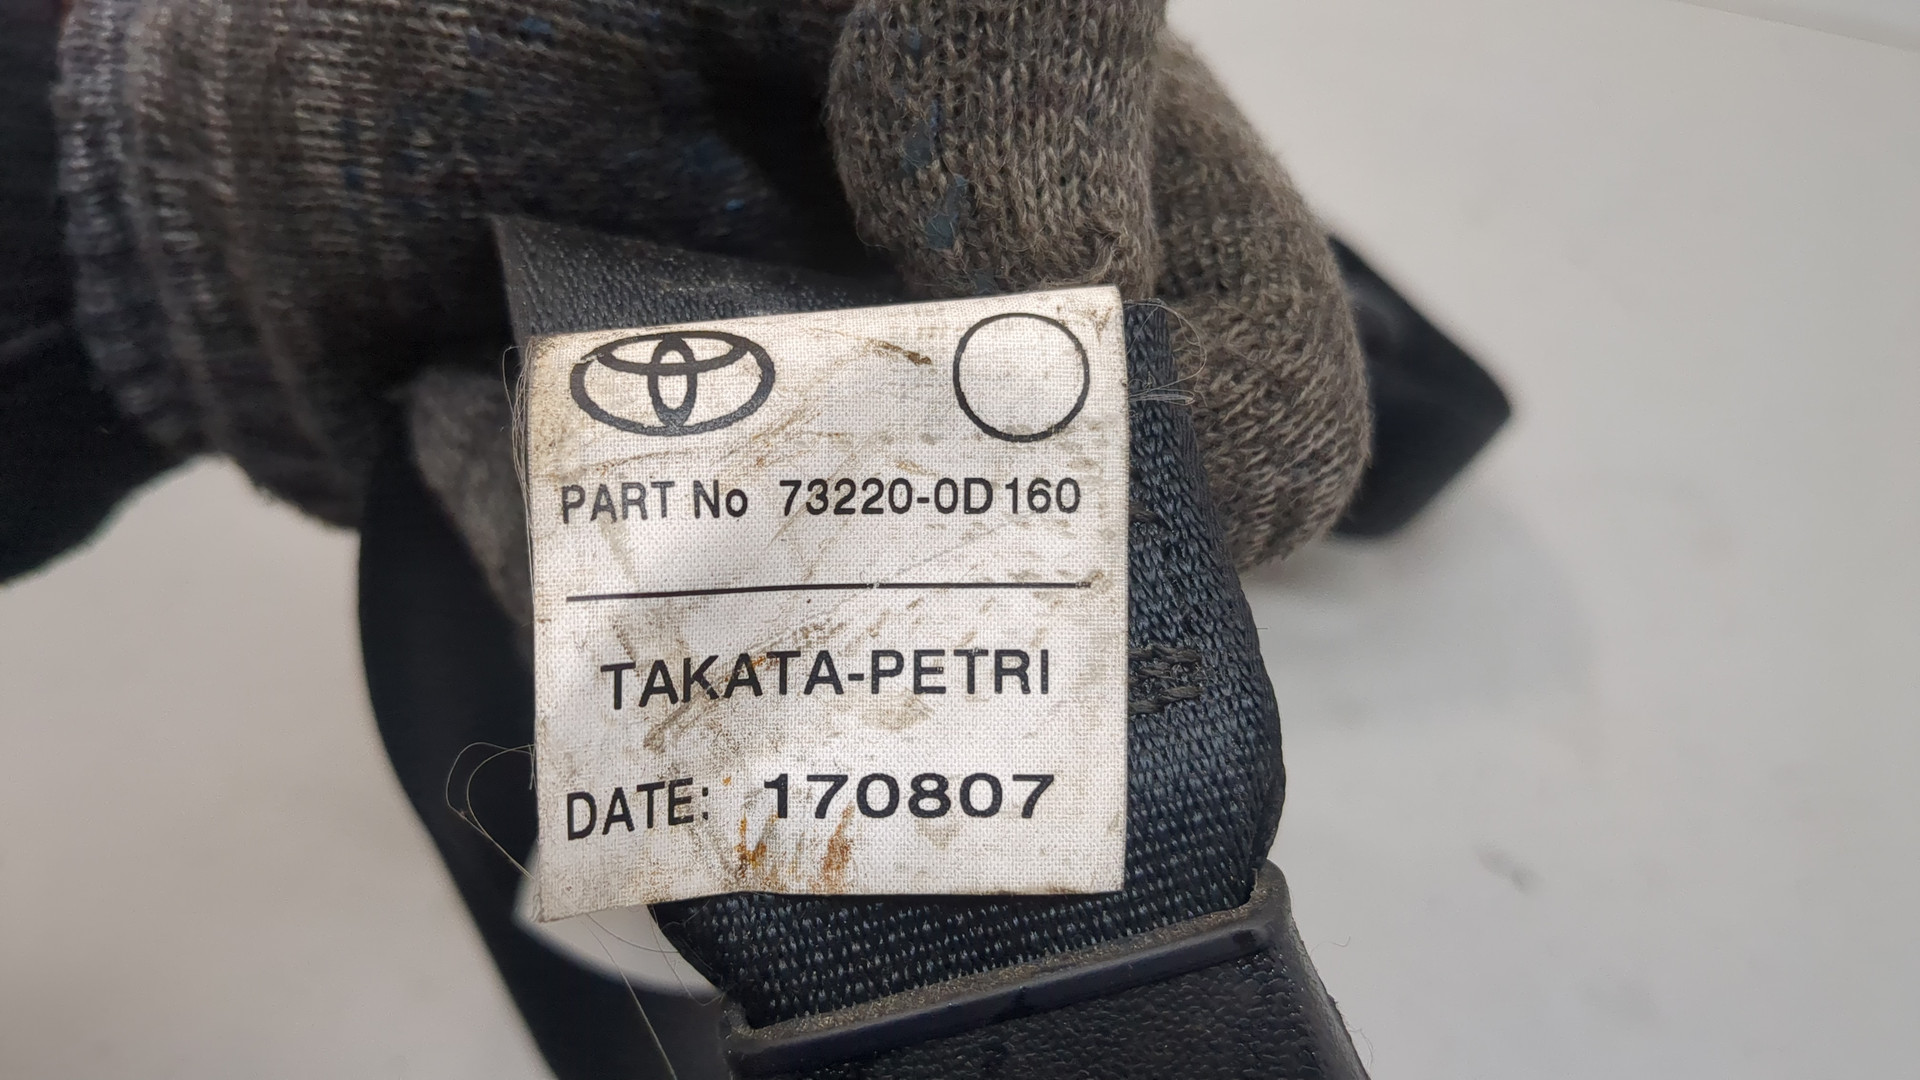 PART No 73220-0D160
TAKATA-PETRI
DATE: 170807